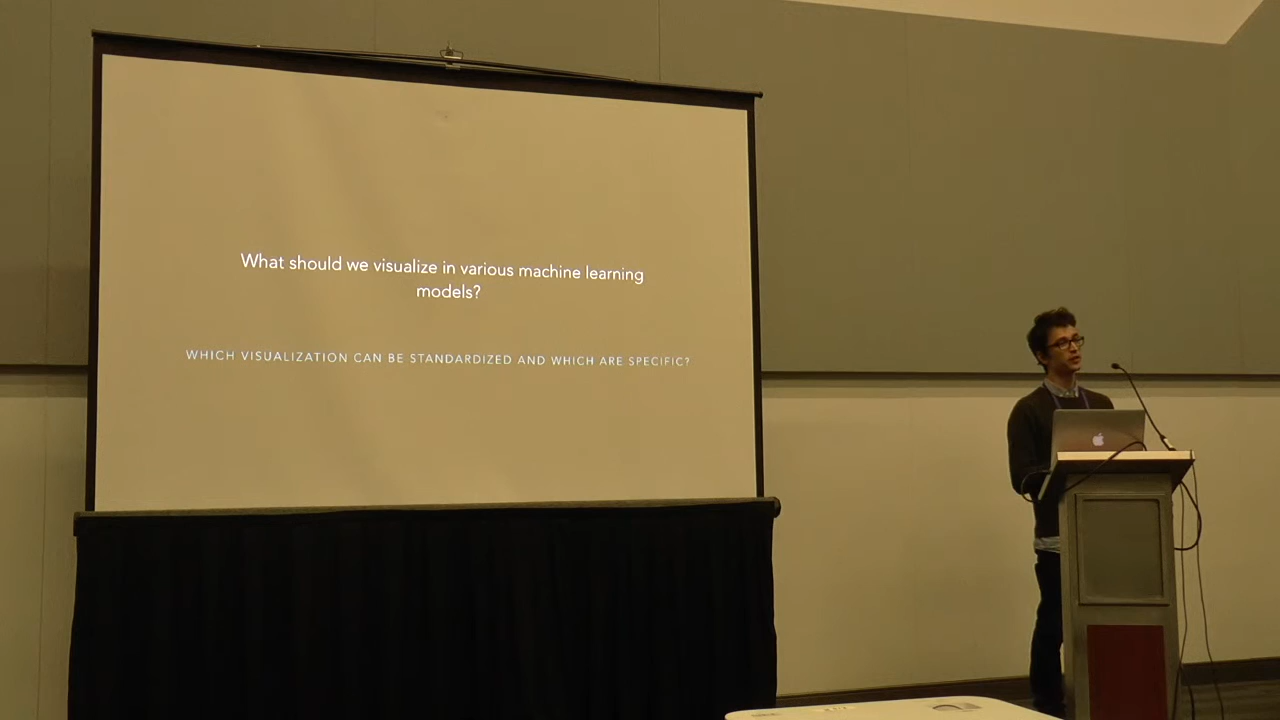 What should we visualize in various machine learning
models?
WHICH VISUALIZATION CAN BE STANDARDIZED AND WHICH ARE SPECIFIC?